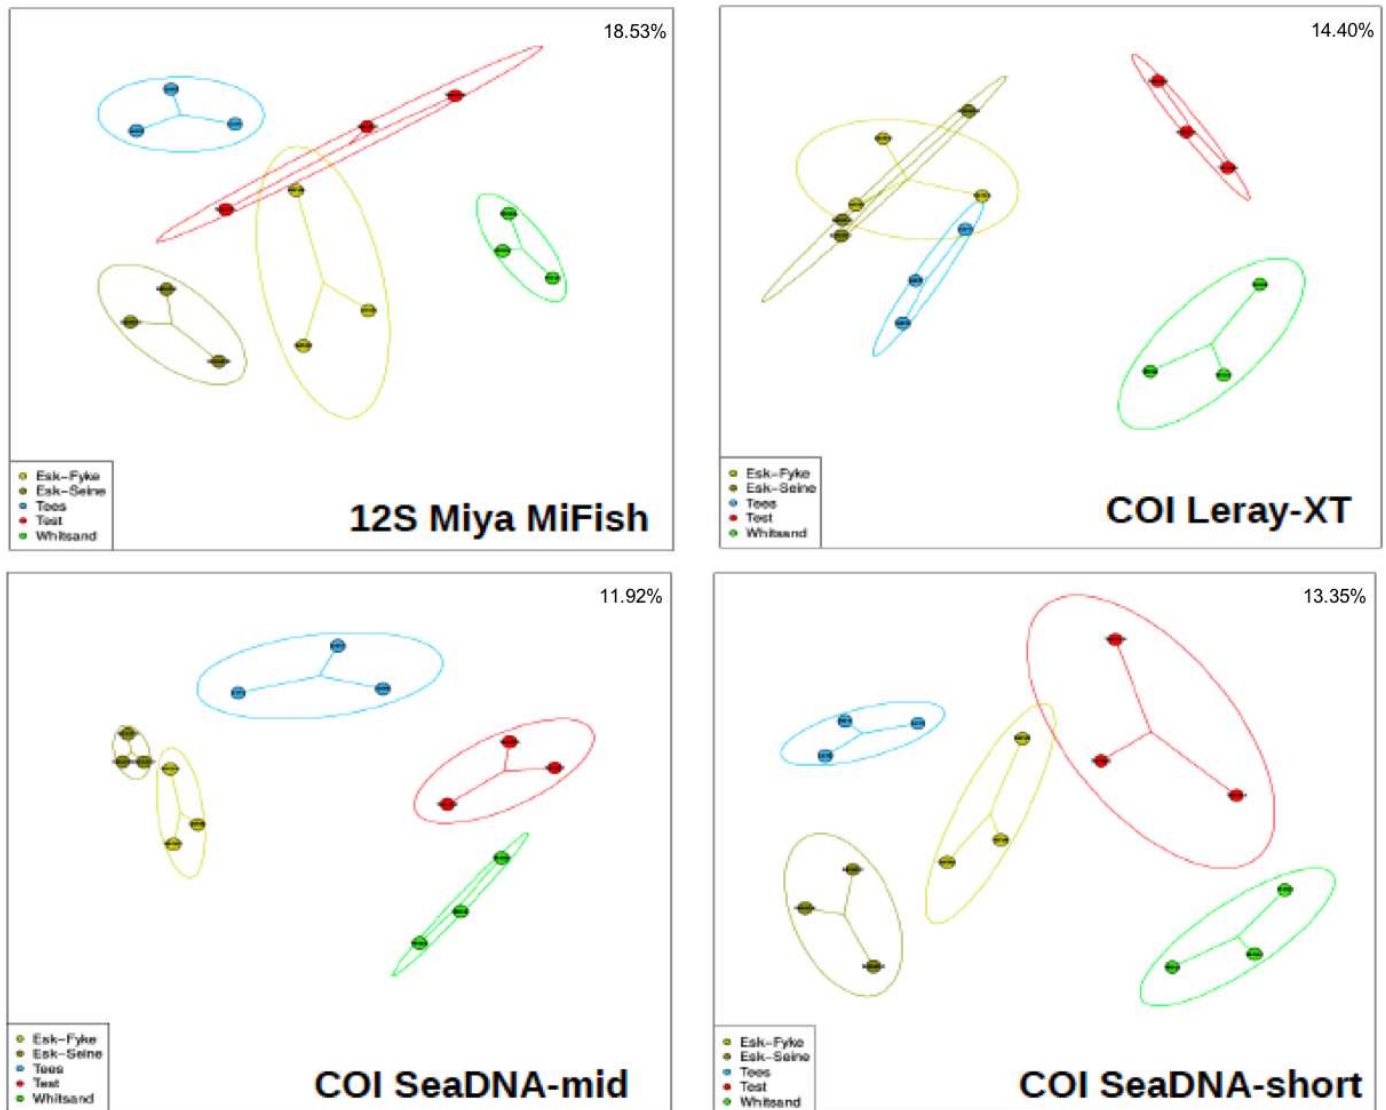 18.53%
Esk-Fyke
Esk-Seine
Tees
Test
Whitsand
12S Miya MiFish
14.40%
Esk-Fyke
Esk-Seine
Tees
Test
Whitsand
COI Leray-XT
11.92%
Esk-Fyke
Esk-Seine
Tees
Test
Whitsand
COI SeaDNA-mid
13.35%
Esk-Fyke
Esk-Seine
Tees
Test
Whitsand
COI SeaDNA-short